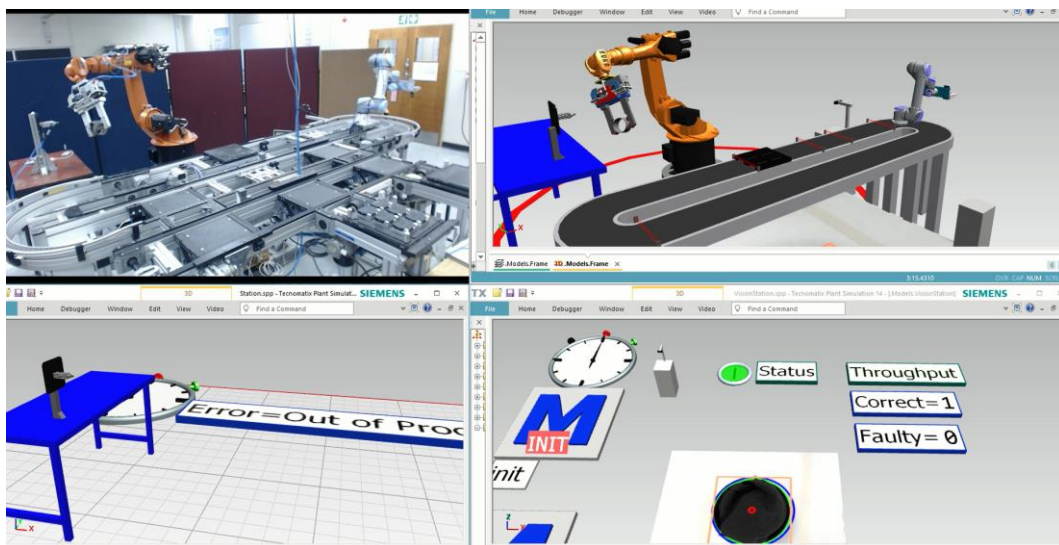 File Home Debugger Window Edit View Video Find a Command
.Models.Frame 3D .Models.Frame ×
3:15.4310 OVR CAP NUM SCRL
3D Station.spp - Tecnomatix Plant Simulat... SIEMENS
Home Debugger Window Edit View Video Find a Command
Error=Out of Proc
X
TX 3D VisionStation.spp - Tecnomatix Plant Simulation 14 - [.Models.VisionStation] SIEMENS
File Home Debugger Window Edit View Video Find a Command
Status
Throughput
Correct=1
Faulty= 0
M
INIT
init
Z
X